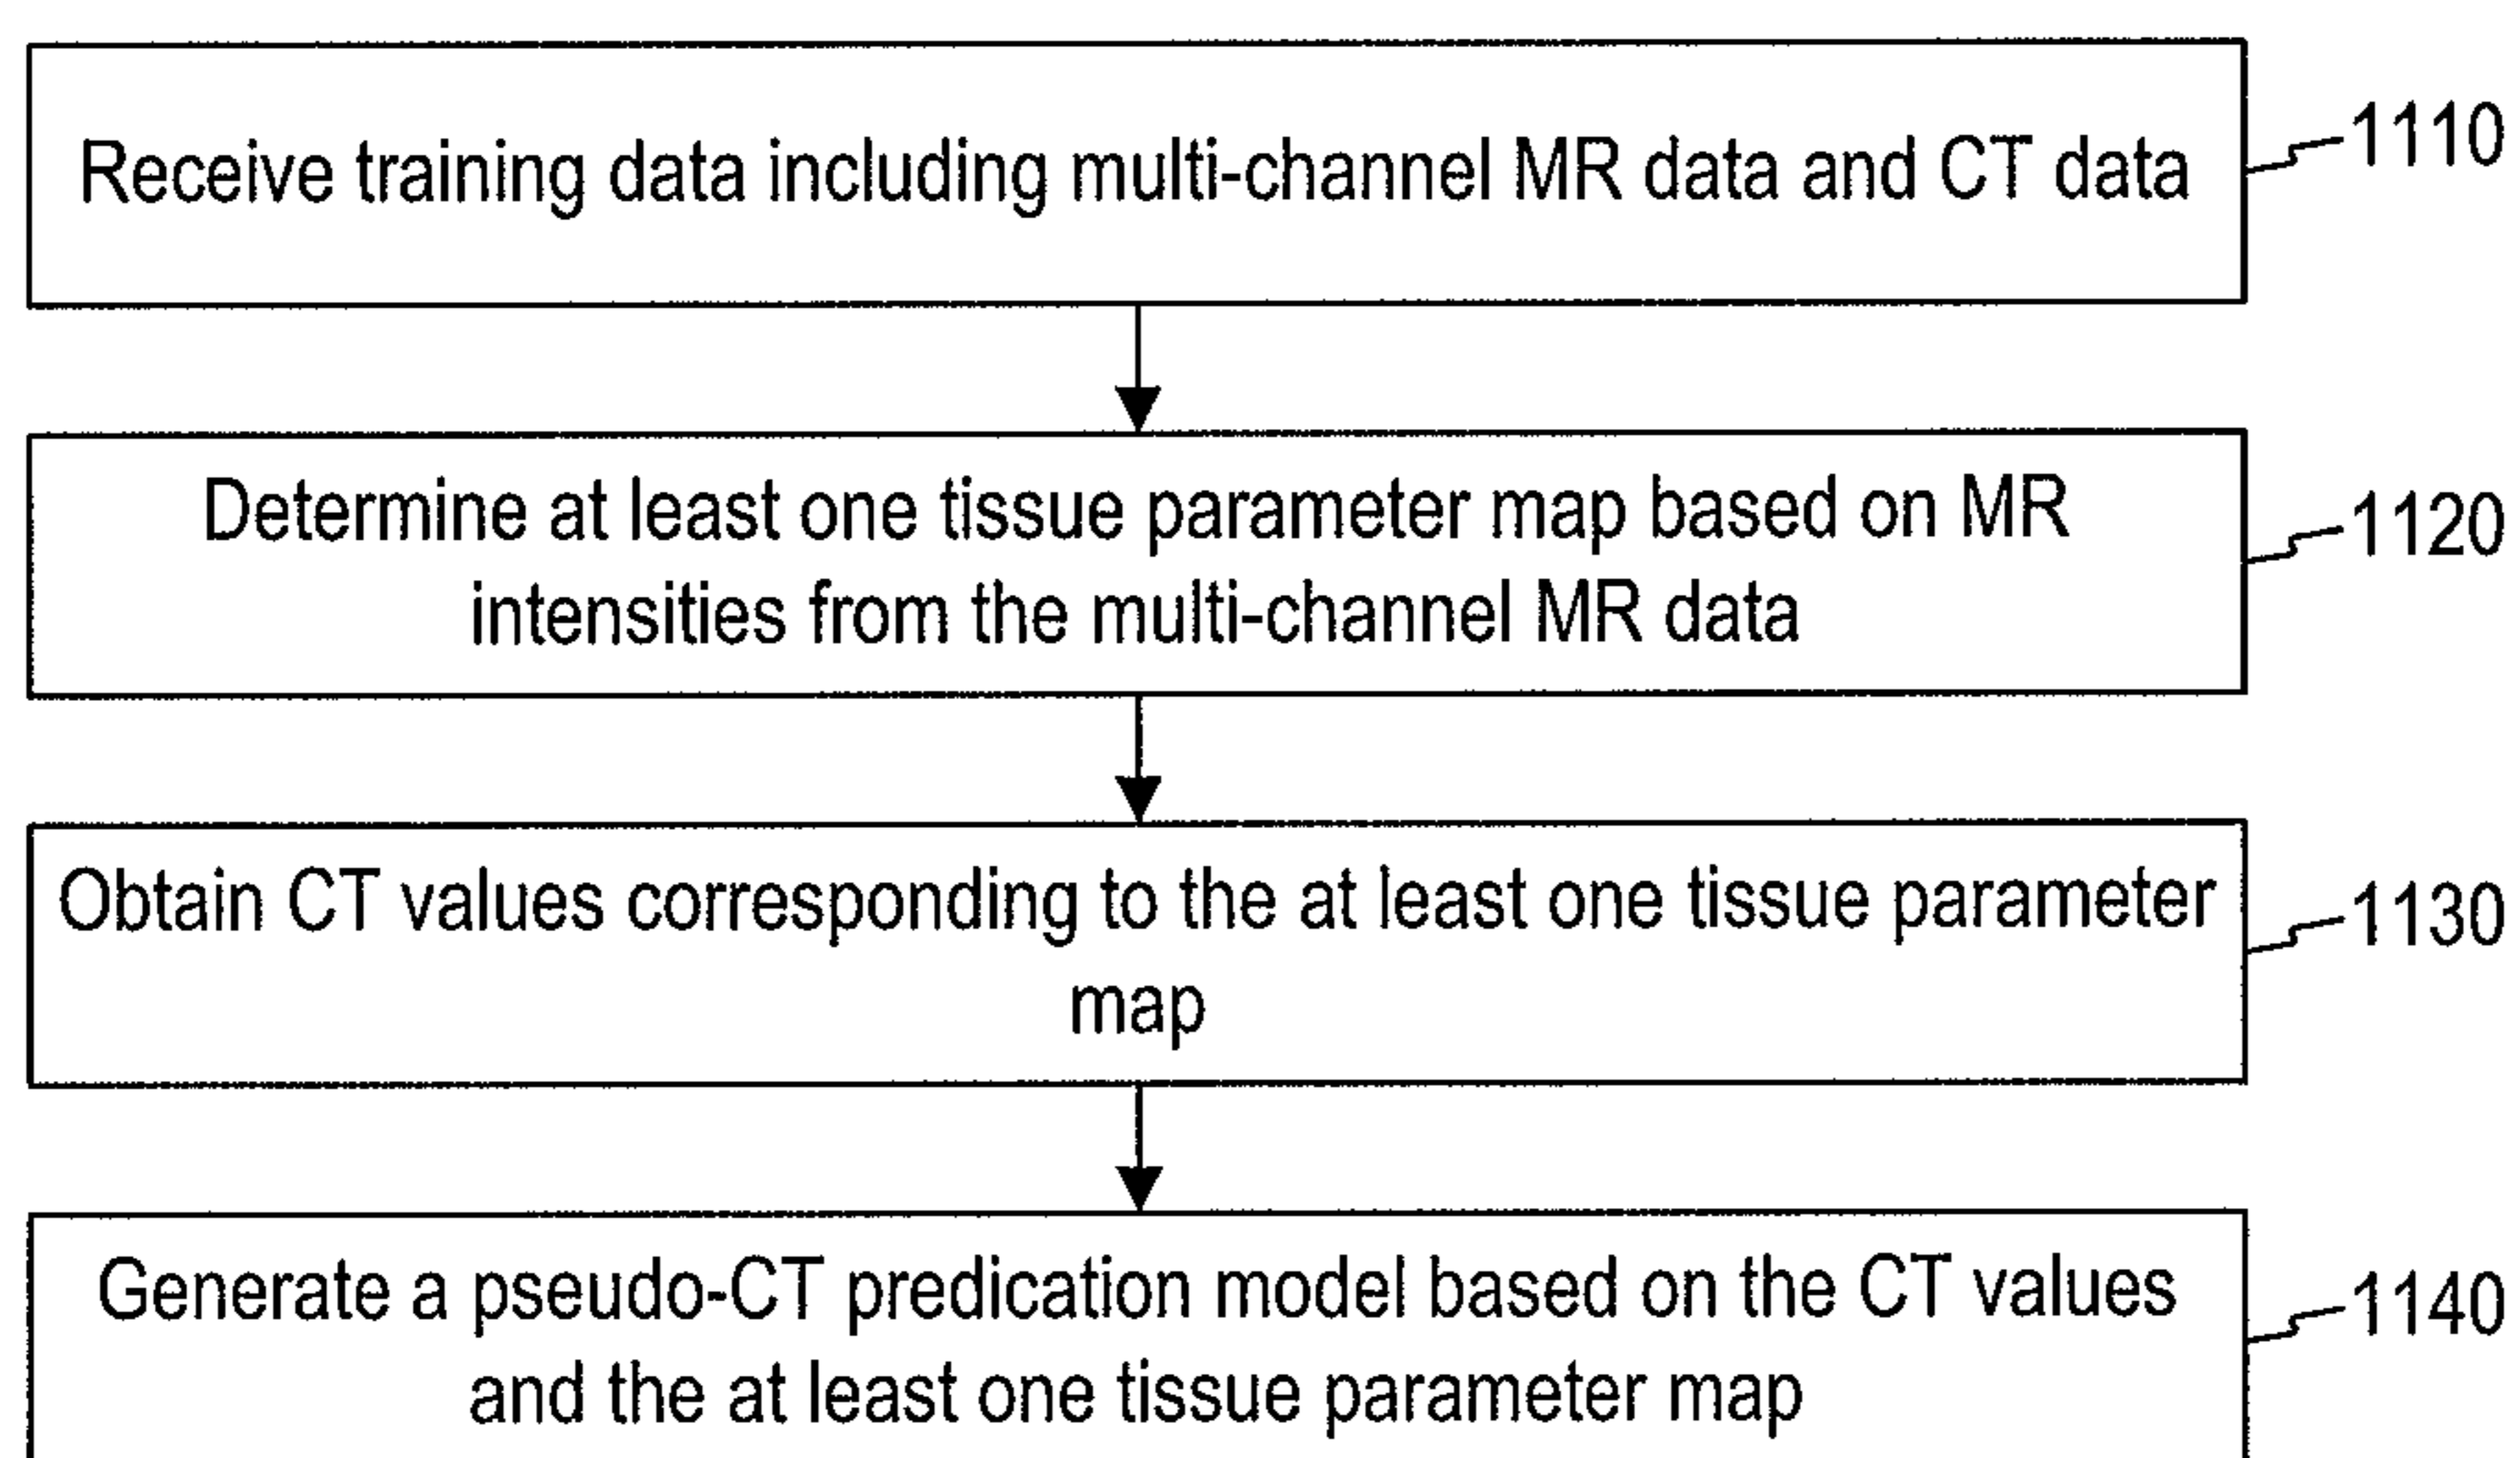 Receive training data including multi-channel MR data and CT data
1110
Determine at least one tissue parameter map based on MR
intensities from the multi-channel MR data
1120
Obtain CT values corresponding to the at least one tissue parameter
map
1130
Generate a pseudo-CT predication model based on the CT values
and the at least one tissue parameter map
1140